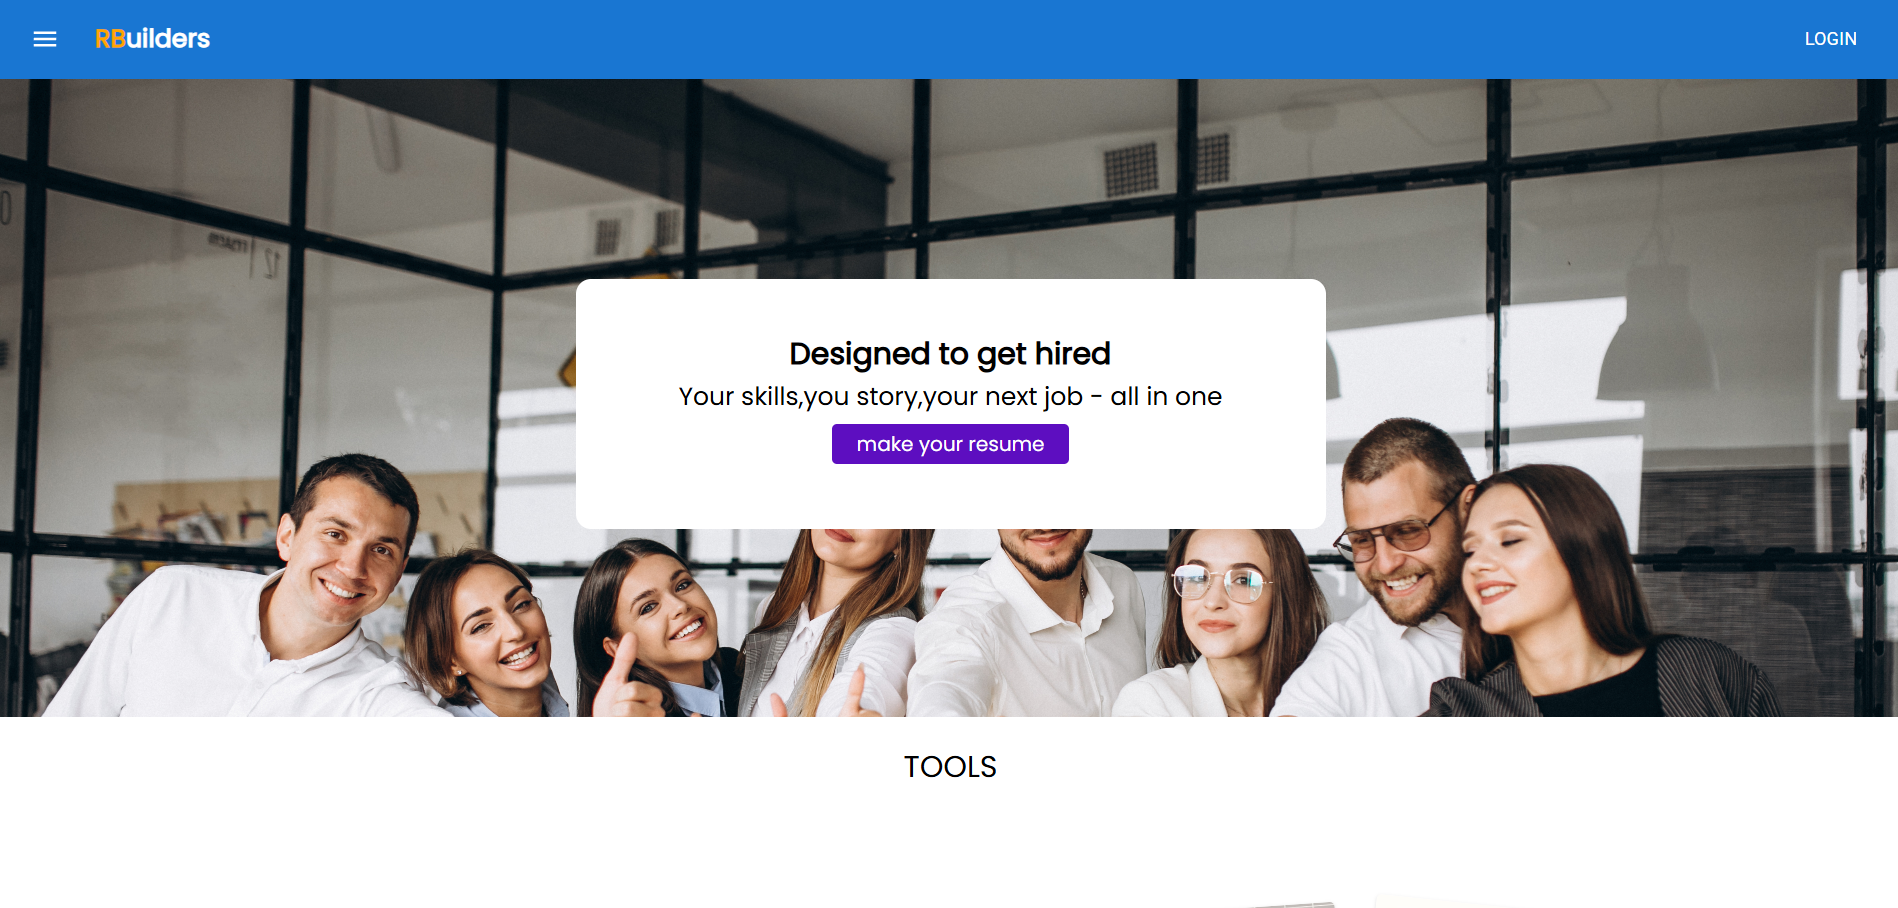 RBuilders
LOGIN
Designed to get hired
Your skills,you story,your next job - all in one
make your resume
TOOLS